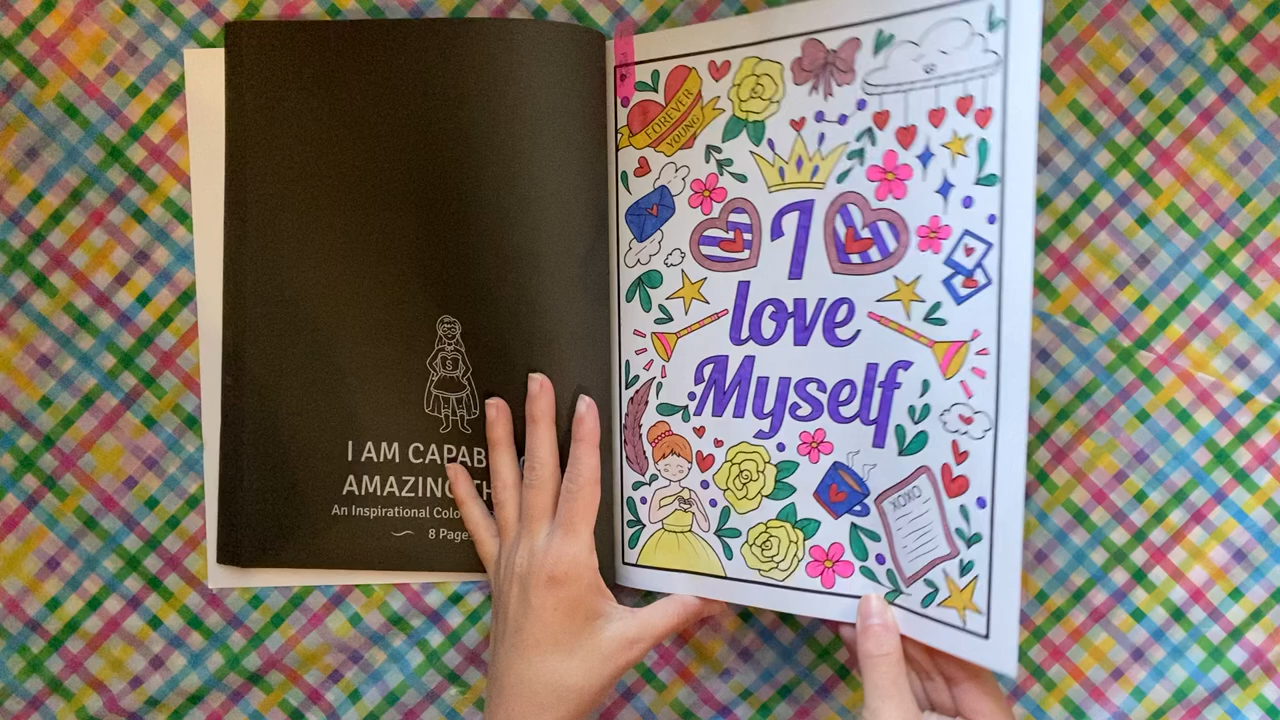 S
I AM CAPAB
AMAZING TH
An Inspirational Colo
8 Page
FOREVER
YOUNG
I
love
Myself
XOXO